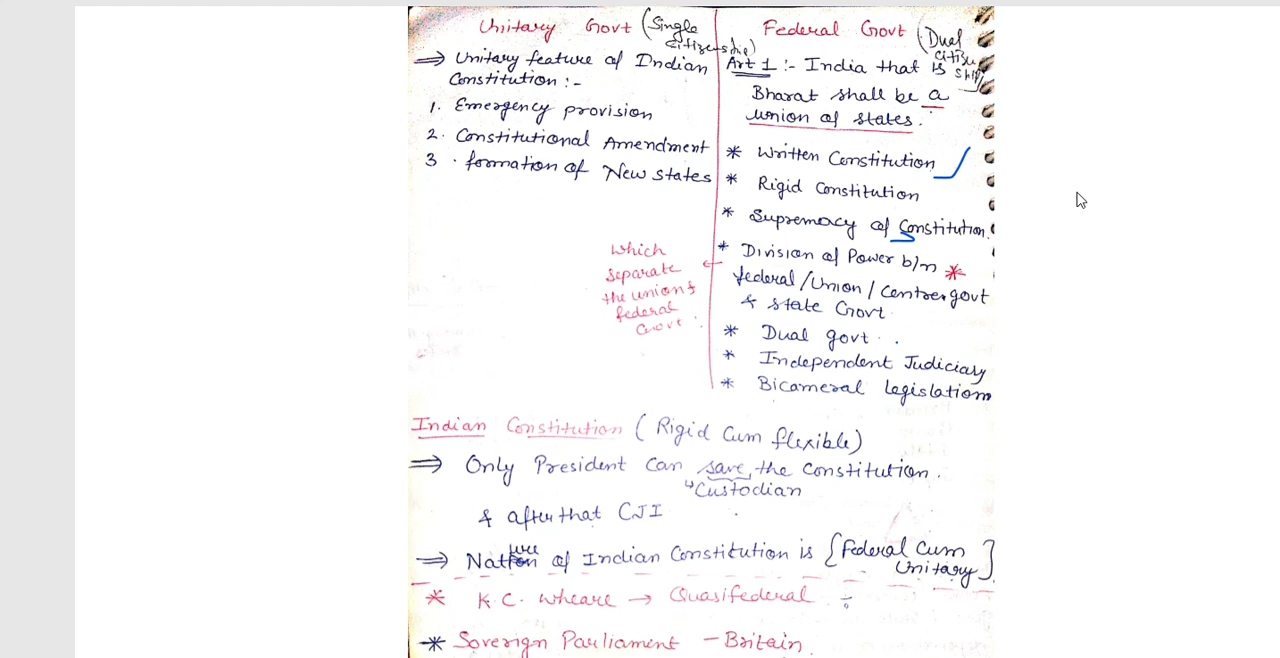 Unitary Govt (Single
citizenship)
⇒ Unitary feature of Indian
Constitution :-
1. Emergency provision
2. Constitutional Amendment
3. formation of New states
Federal Govt (Dual
citizenship)
Art 1 :- India that is
Bharat shall be a
union of states.
* Written Constitution
* Rigid Constitution
* Supremacy of Constitution.
* Division of Power b/n *
federal/Union/Centre govt
& state Govt
* Dual govt.
* Independent Judiciary
* Bicameral legislation
which
separate
the union &
federal
Govt.
Indian Constitution (Rigid Cum flexible)
⇒ Only President can save the constitution.
↳ Custodian
& after that CJI
⇒ Nature of Indian Constitution is {Federal Cum
Unitary]
* K.C. Wheare → Quasifederal
* Soverign Parliament - Britain